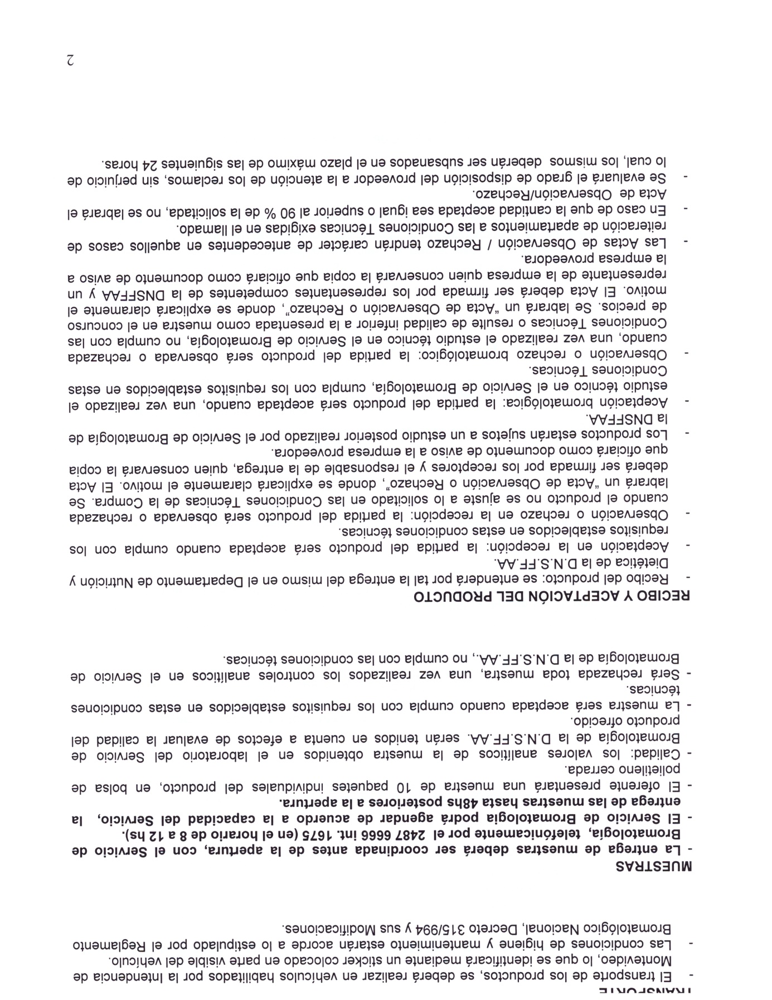 TRANSPORTE
- El transporte de los productos, se deberá realizar en vehículos habilitados por la Intendencia de
Montevideo, lo que se identificará mediante un sticker colocado en parte visible del vehículo.
- Las condiciones de higiene y mantenimiento estarán acorde a lo estipulado por el Reglamento
Bromatológico Nacional, Decreto 315/994 y sus Modificaciones.
MUESTRAS
- La entrega de muestras deberá ser coordinada antes de la apertura, con el Servicio de
Bromatología, telefónicamente por el 2487 6666 int. 1675 (en el horario de 8 a 12 hs).
- El Servicio de Bromatologia podrá agendar de acuerdo a la capacidad del Servicio, la
entrega de las muestras hasta 48hs posteriores a la apertura.
- El oferente presentará una muestra de 10 paquetes individuales del producto, en bolsa de
polietileno cerrada.
- Calidad: los valores analíticos de la muestra obtenidos en el laboratorio del Servicio de
Bromatología de la D.N.S.FF.AA. serán tenidos en cuenta a efectos de evaluar la calidad del
producto ofrecido.
- La muestra será aceptada cuando cumpla con los requisitos establecidos en estas condiciones
técnicas.
- Será rechazada toda muestra, una vez realizados los controles analíticos en el Servicio de
Bromatología de la D.N.S.FF.AA., no cumpla con las condiciones técnicas.
RECIBO Y ACEPTACIÓN DEL PRODUCTO
- Recibo del producto: se entenderá por tal la entrega del mismo en el Departamento de Nutrición y
Dietética de la D.N.S.FF.AA.
- Aceptación en la recepción: la partida del producto será aceptada cuando cumpla con los
requisitos establecidos en estas condiciones técnicas.
- Observación o rechazo en la recepción: la partida del producto será observada o rechazada
cuando el producto no se ajuste a lo solicitado en las Condiciones Técnicas de la Compra. Se
labrará un "Acta de Observación o Rechazo", donde se explicará claramente el motivo. El Acta
deberá ser firmada por los receptores y el responsable de la entrega, quien conservará la copia
que oficiará como documento de aviso a la empresa proveedora.
- Los productos estarán sujetos a un estudio posterior realizado por el Servicio de Bromatología de
la DNSFFAA.
- Aceptación bromatológica: la partida del producto será aceptada cuando, una vez realizado el
estudio técnico en el Servicio de Bromatología, cumpla con los requisitos establecidos en estas
Condiciones Técnicas.
- Observación o rechazo bromatológico: la partida del producto será observada o rechazada
cuando, una vez realizado el estudio técnico en el Servicio de Bromatología, no cumpla con las
Condiciones Técnicas o resulte de calidad inferior a la presentada como muestra en el concurso
de precios. Se labrará un "Acta de Observación o Rechazo", donde se explicará claramente el
motivo. El Acta deberá ser firmada por los representantes competentes de la DNSFFAA y un
representante de la empresa quien conservará la copia que oficiará como documento de aviso a
la empresa proveedora.
- Las Actas de Observación / Rechazo tendrán carácter de antecedentes en aquellos casos de
reiteración de apartamientos a las Condiciones Técnicas exigidas en el llamado.
- En caso de que la cantidad aceptada sea igual o superior al 90 % de la solicitada, no se labrará el
Acta de Observación/Rechazo.
- Se evaluará el grado de disposición del proveedor a la atención de los reclamos, sin perjuicio de
lo cual, los mismos deberán ser subsanados en el plazo máximo de las siguientes 24 horas.
2